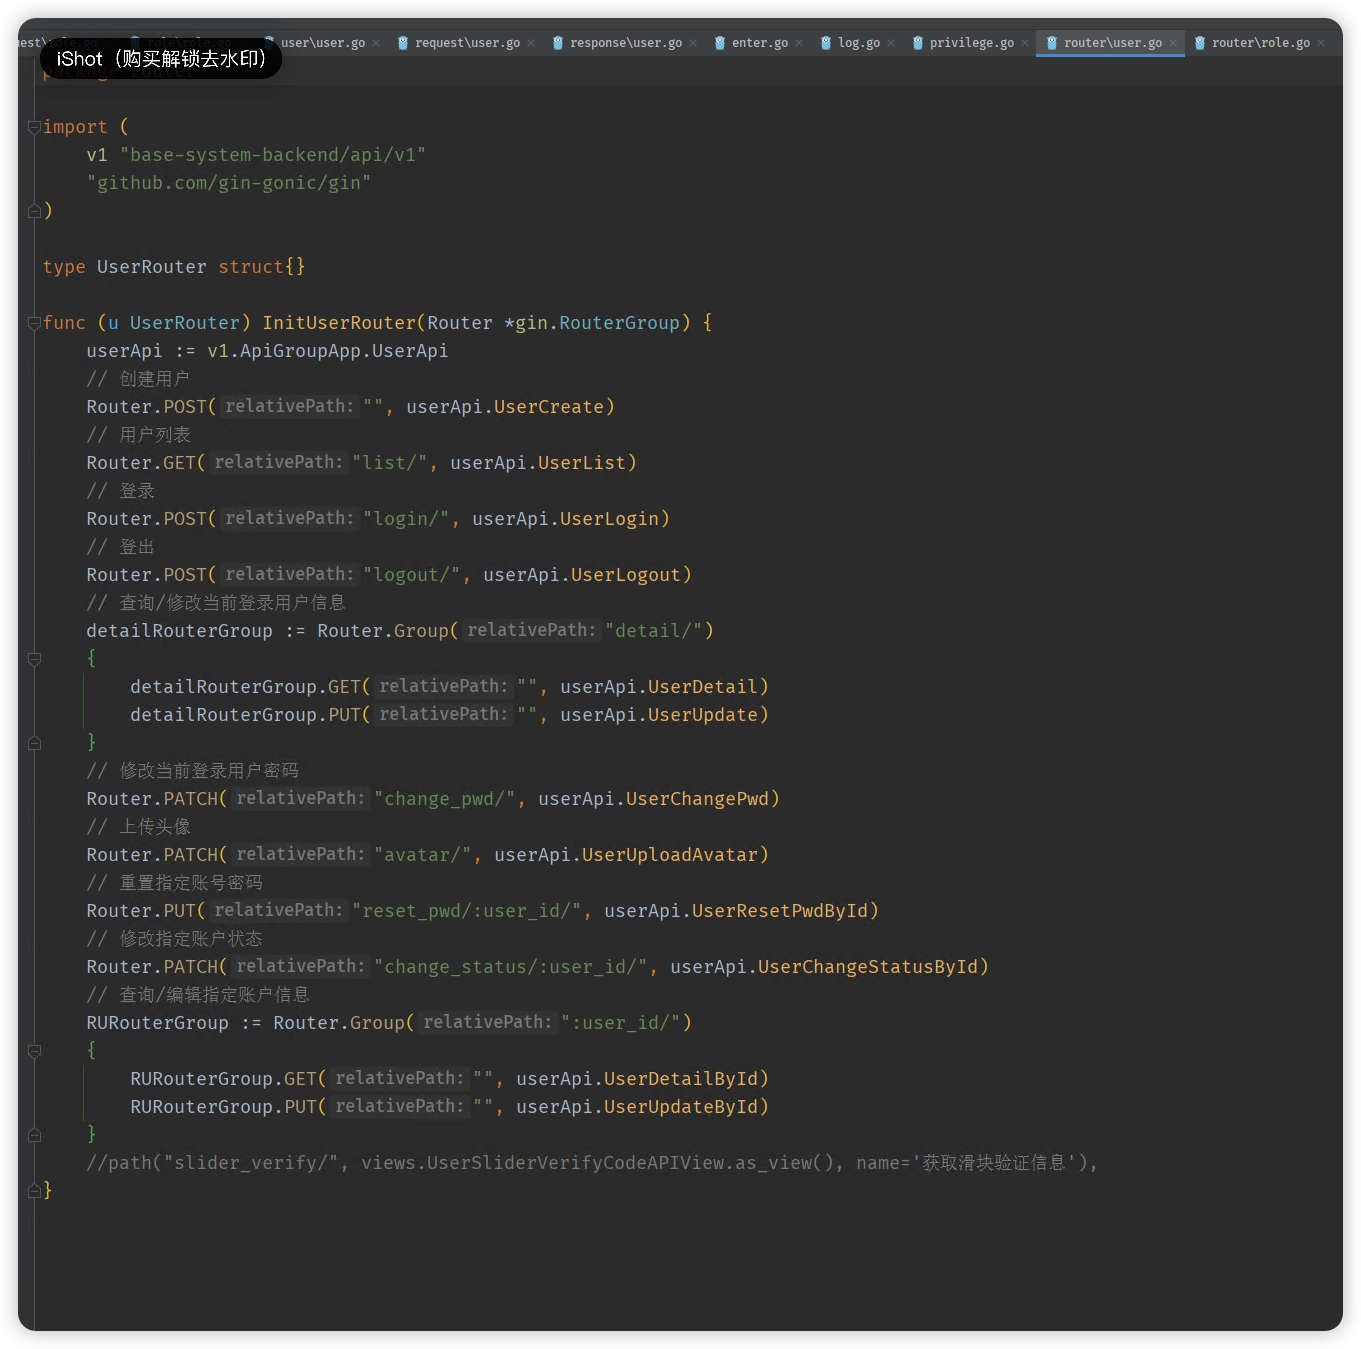 iShot（购买解锁去水印）
user\user.go request\user.go response\user.go enter.go log.go privilege.go router\user.go router\role.go
package router
import (
v1 "base-system-backend/api/v1"
"github.com/gin-gonic/gin"
)
type UserRouter struct{}
func (u UserRouter) InitUserRouter(Router *gin.RouterGroup) {
userApi := v1.ApiGroupApp.UserApi
// 创建用户
Router.POST( relativePath: "", userApi.UserCreate)
// 用户列表
Router.GET( relativePath: "list/", userApi.UserList)
// 登录
Router.POST( relativePath: "login/", userApi.UserLogin)
// 登出
Router.POST( relativePath: "logout/", userApi.UserLogout)
// 查询/修改当前登录用户信息
detailRouterGroup := Router.Group( relativePath: "detail/")
{
detailRouterGroup.GET( relativePath: "", userApi.UserDetail)
detailRouterGroup.PUT( relativePath: "", userApi.UserUpdate)
}
// 修改当前登录用户密码
Router.PATCH( relativePath: "change_pwd/", userApi.UserChangePwd)
// 上传头像
Router.PATCH( relativePath: "avatar/", userApi.UserUploadAvatar)
// 重置指定账号密码
Router.PUT( relativePath: "reset_pwd/:user_id/", userApi.UserResetPwdById)
// 修改指定账户状态
Router.PATCH( relativePath: "change_status/:user_id/", userApi.UserChangeStatusById)
// 查询/编辑指定账户信息
RURouterGroup := Router.Group( relativePath: ":user_id/")
{
RURouterGroup.GET( relativePath: "", userApi.UserDetailById)
RURouterGroup.PUT( relativePath: "", userApi.UserUpdateById)
}
//path("slider_verify/", views.UserSliderVerifyCodeAPIView.as_view(), name='获取滑块验证信息'),
}